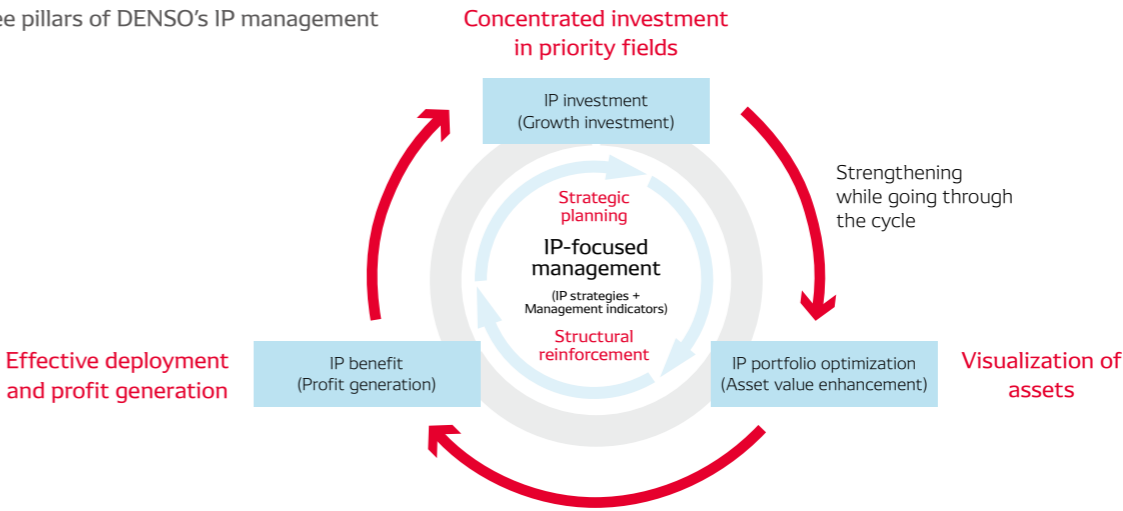 pillars of DENSO's IP management
Concentrated investment
in priority fields
IP investment
(Growth investment)
Strengthening
while going through
the cycle
Strategic
planning
IP-focused
management
(IP strategies +
Management indicators)
Structural
reinforcement
Effective deployment
and profit generation
IP benefit
(Profit generation)
IP portfolio optimization
(Asset value enhancement)
Visualization of
assets